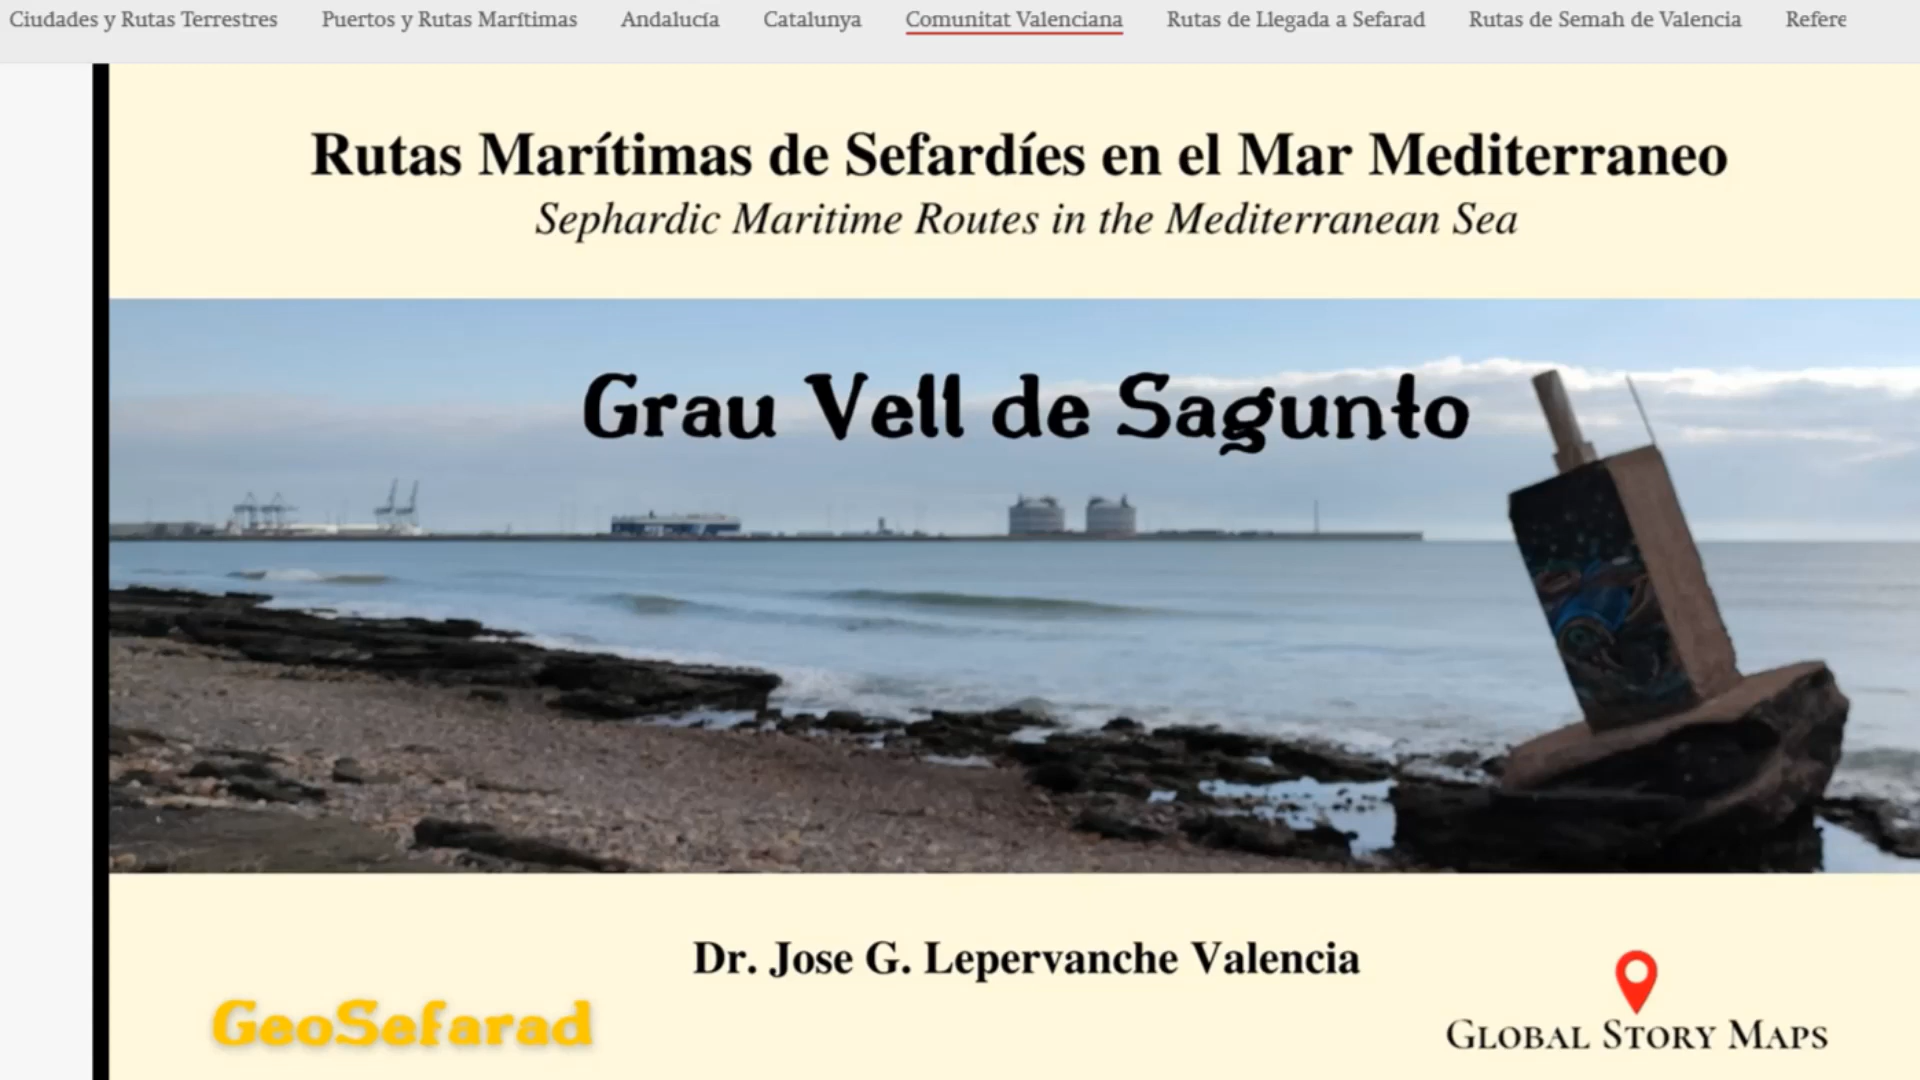 Ciudades y Rutas Terrestres Puertos y Rutas Marítimas Andalucía Catalunya Comunitat Valenciana Rutas de Llegada a Sefarad Rutas de Semah de Valencia Refere
Rutas Marítimas de Sefardíes en el Mar Mediterraneo
Sephardic Maritime Routes in the Mediterranean Sea
Grau Vell de Sagunto
Dr. Jose G. Lepervanche Valencia
GeoSefarad
Global Story Maps